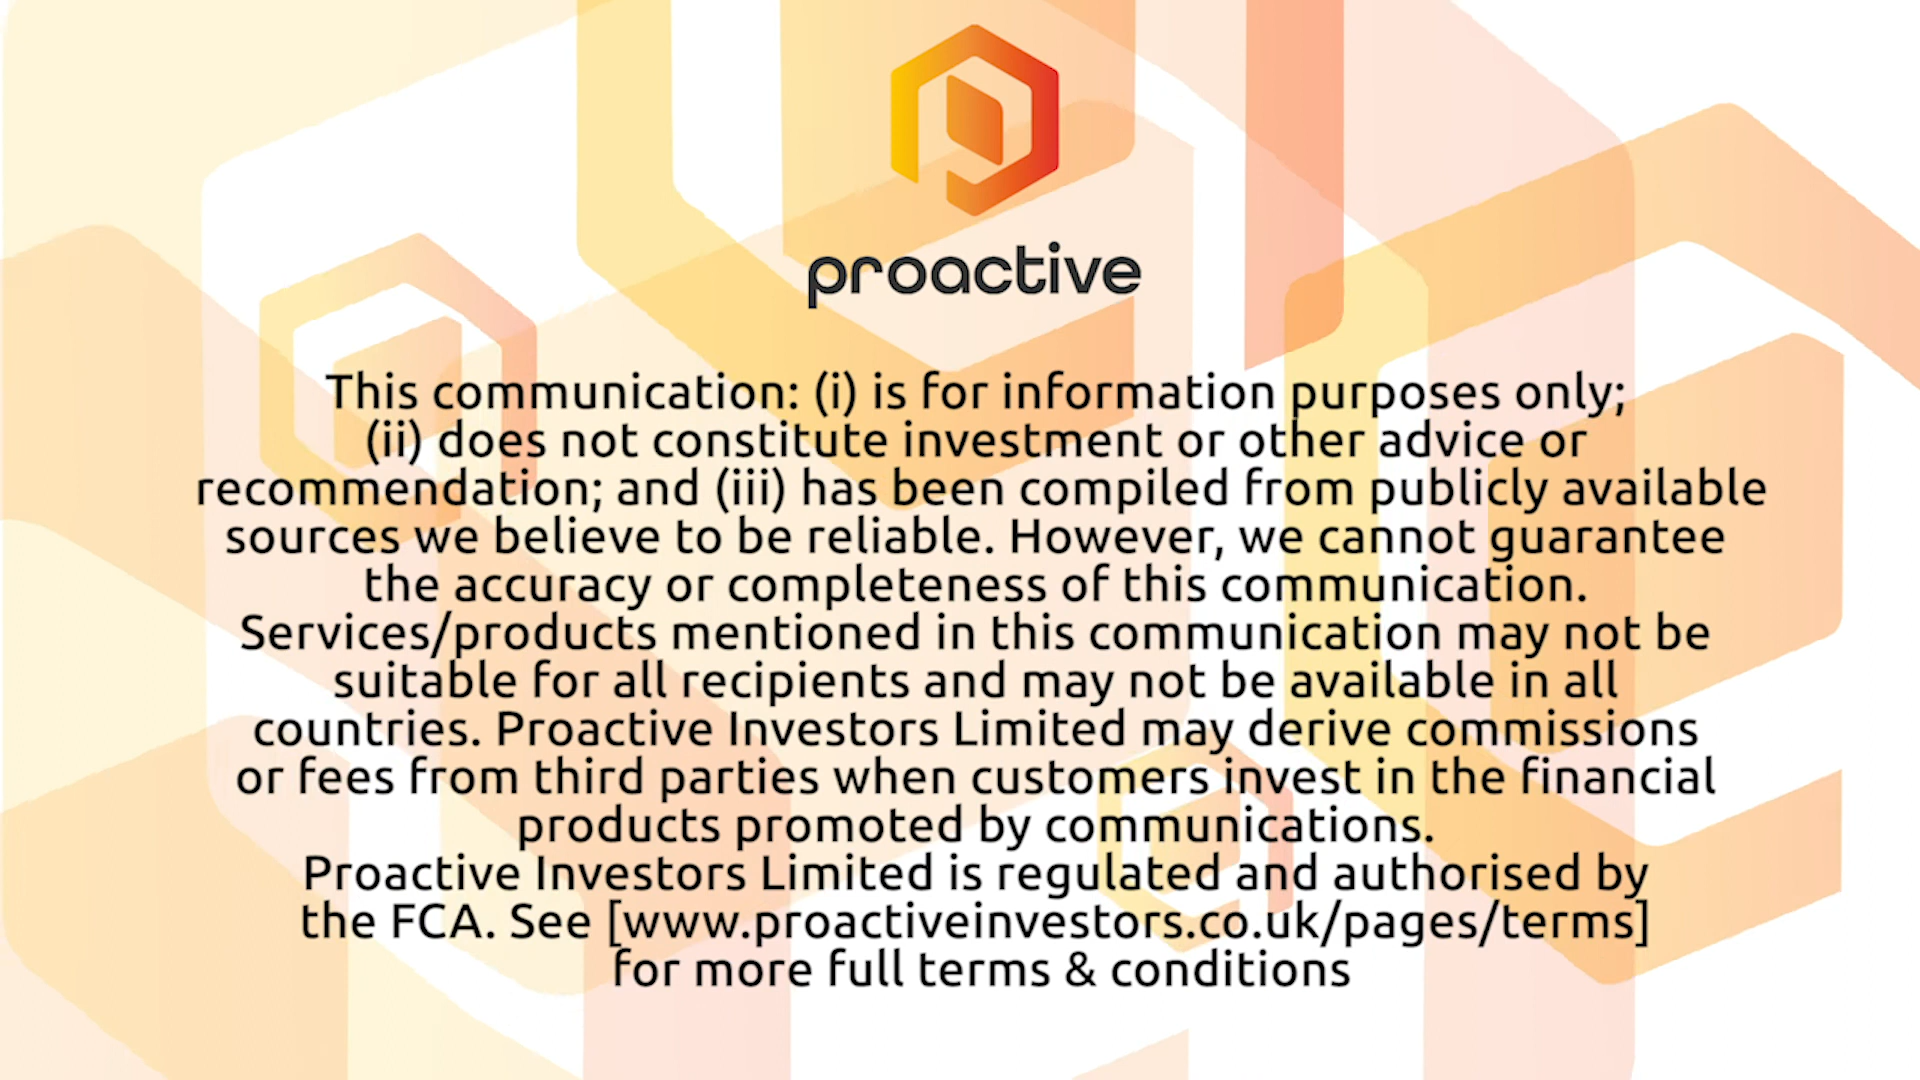 proactive
This communication: (i) is for information purposes only;
(ii) does not constitute investment or other advice or
recommendation; and (iii) has been compiled from publicly available
sources we believe to be reliable. However, we cannot guarantee
the accuracy or completeness of this communication.
Services/products mentioned in this communication may not be
suitable for all recipients and may not be available in all
countries. Proactive Investors Limited may derive commissions
or fees from third parties when customers invest in the financial
products promoted by communications.
Proactive Investors Limited is regulated and authorised by
the FCA. See [www.proactiveinvestors.co.uk/pages/terms]
for more full terms & conditions